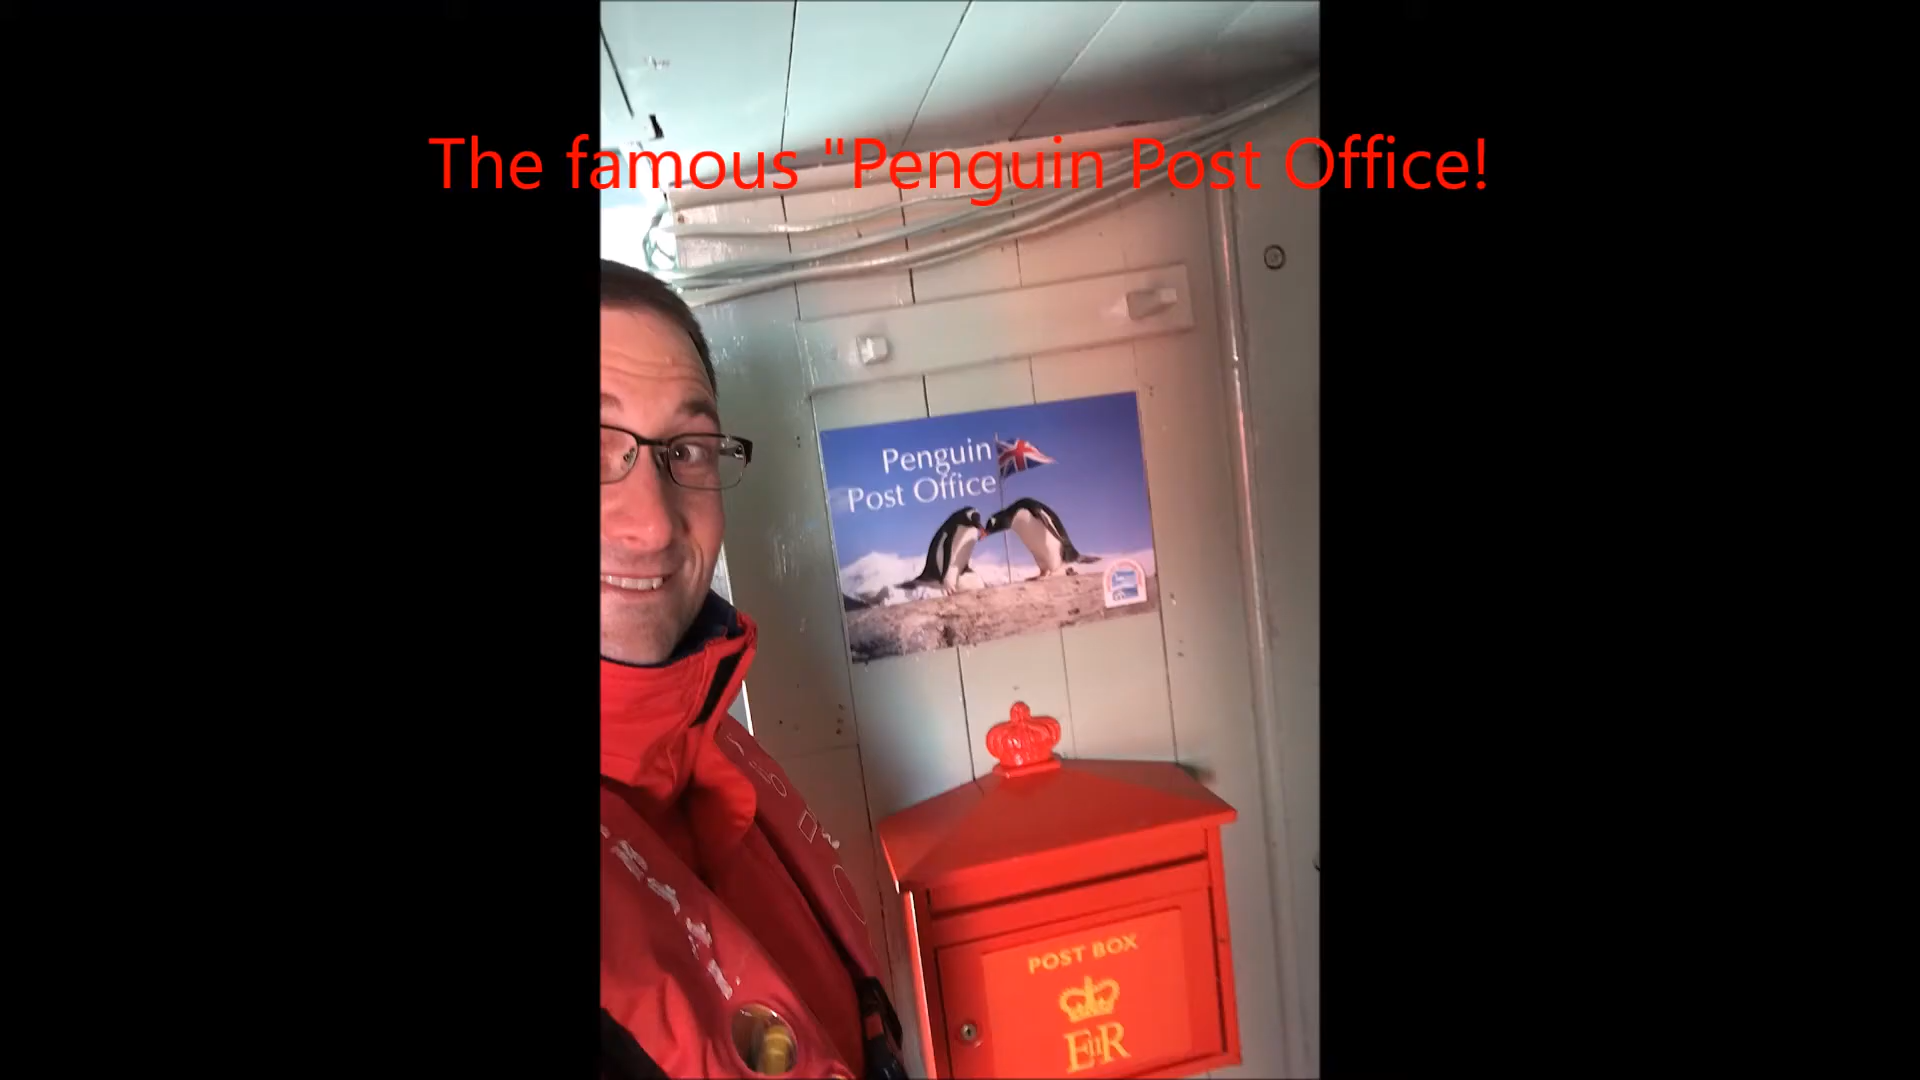 The famous "Penguin Post Office!
Penguin
Post Office
POST BOX
EIIR